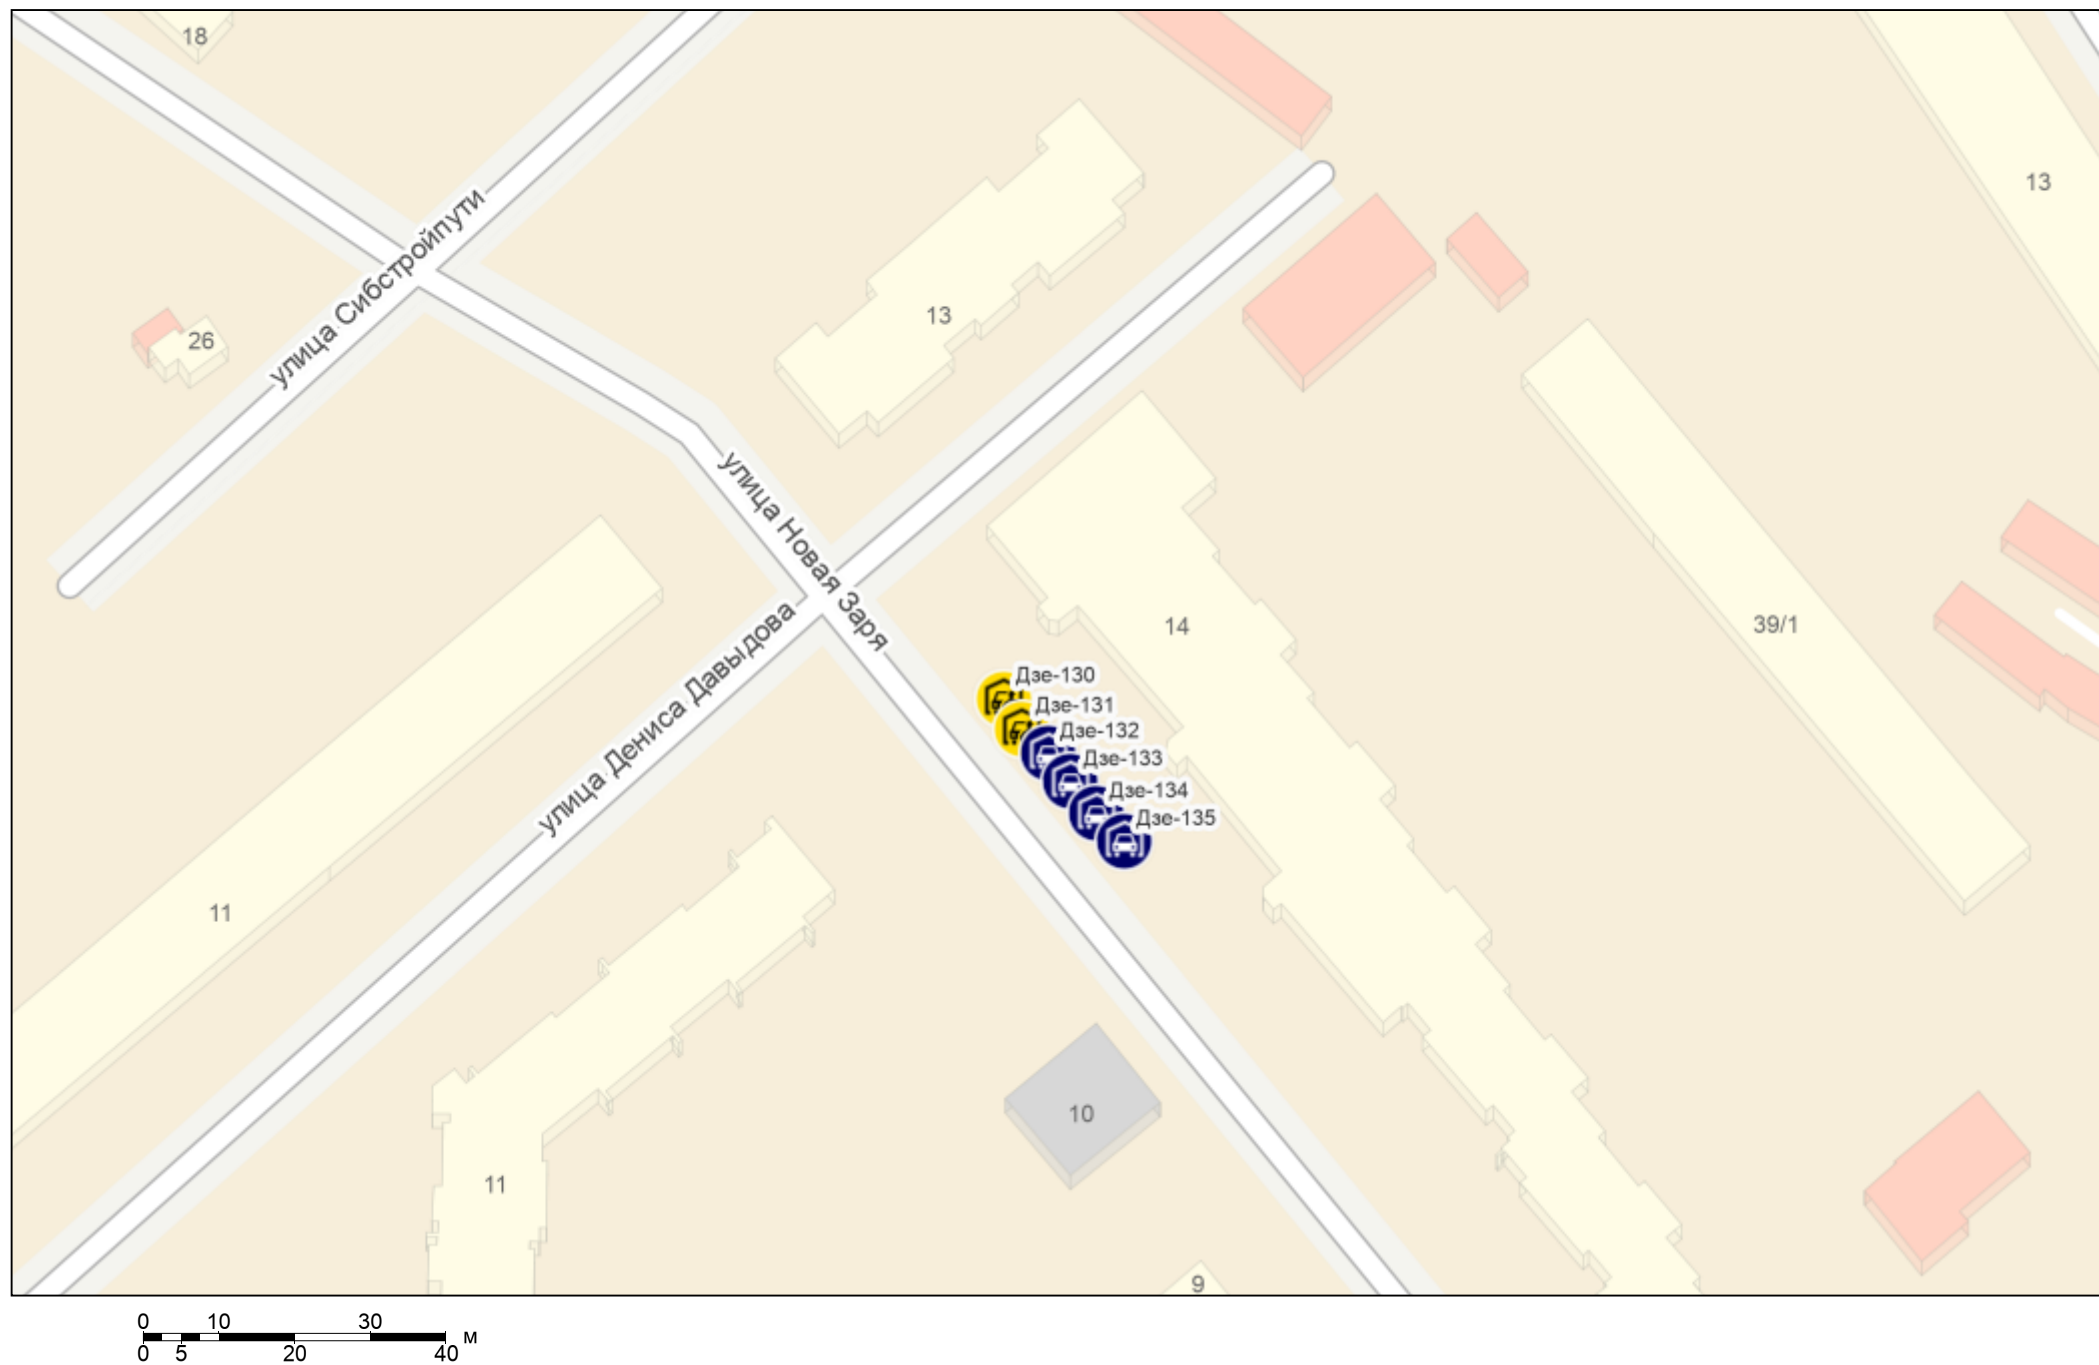 18
13
улица Сибстройпути
13
26
улица Новая Заря
14
39/1
улица Дениса Давыдова
Дзе-130
Дзе-131
Дзе-132
Дзе-133
Дзе-134
Дзе-135
11
10
11
9
0 10 30
м
0 5 20 40